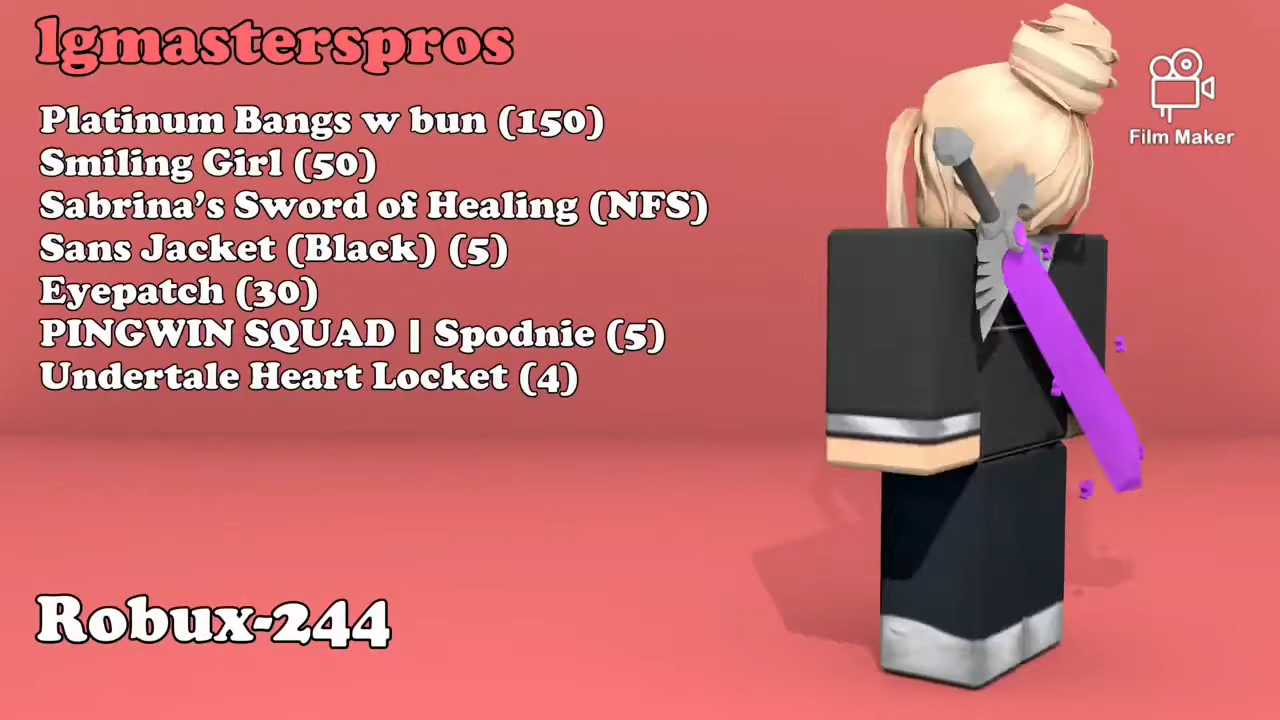 lgmasterspros
Platinum Bangs w bun (150)
Smiling Girl (50)
Sabrina's Sword of Healing (NFS)
Sans Jacket (Black) (5)
Eyepatch (30)
PINGWIN SQUAD | Spodnie (5)
Undertale Heart Locket (4)
Film Maker
Robux-244